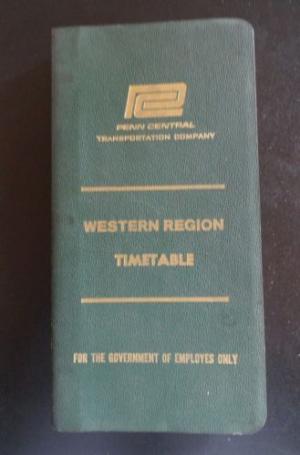 PENN CENTRAL
TRANSPORTATION COMPANY
WESTERN REGION
TIMETABLE
FOR THE GOVERNMENT OF EMPLOYES ONLY